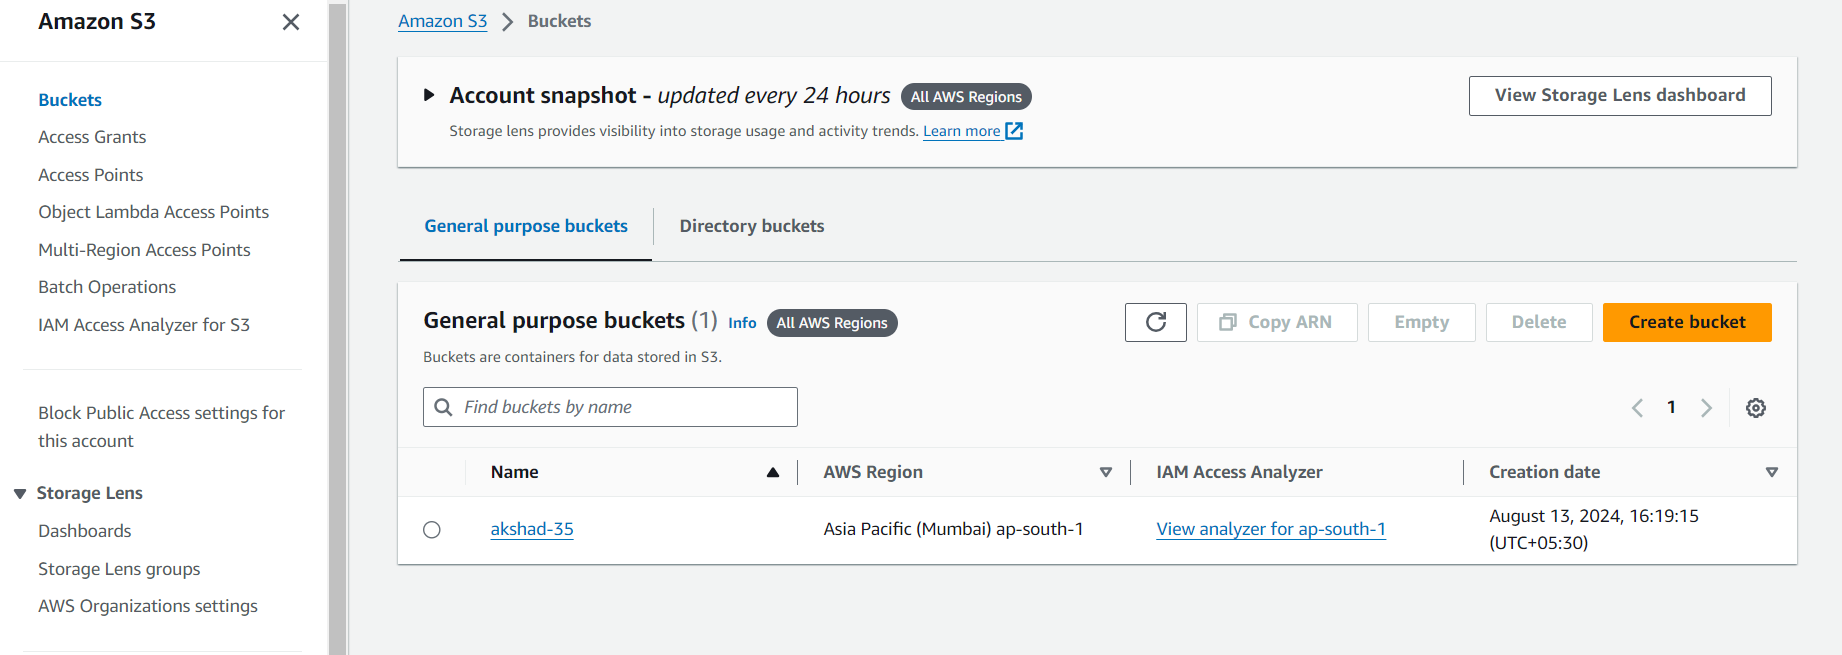 Amazon S3
Buckets
Access Grants
Access Points
Object Lambda Access Points
Multi-Region Access Points
Batch Operations
IAM Access Analyzer for S3
Block Public Access settings for
this account
Storage Lens
Dashboards
Storage Lens groups
AWS Organizations settings
Amazon S3 Buckets
Account snapshot - updated every 24 hours All AWS Regions
Storage lens provides visibility into storage usage and activity trends. Learn more
View Storage Lens dashboard
General purpose buckets Directory buckets
General purpose buckets (1) Info All AWS Regions
Buckets are containers for data stored in S3.
Copy ARN Empty Delete Create bucket
Find buckets by name
1
Name AWS Region IAM Access Analyzer Creation date
akshad-35 Asia Pacific (Mumbai) ap-south-1 View analyzer for ap-south-1 August 13, 2024, 16:19:15
(UTC+05:30)